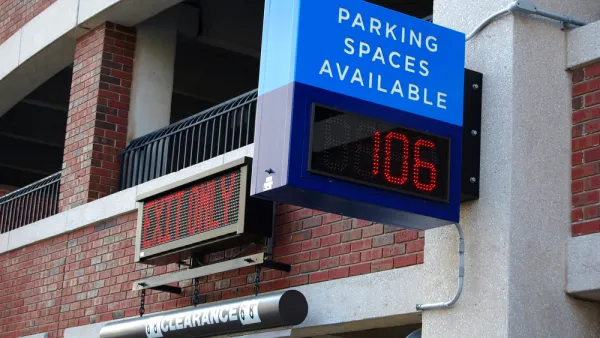 PARKING
SPACES
AVAILABLE
106
EXIT ONLY
CLEARANCE